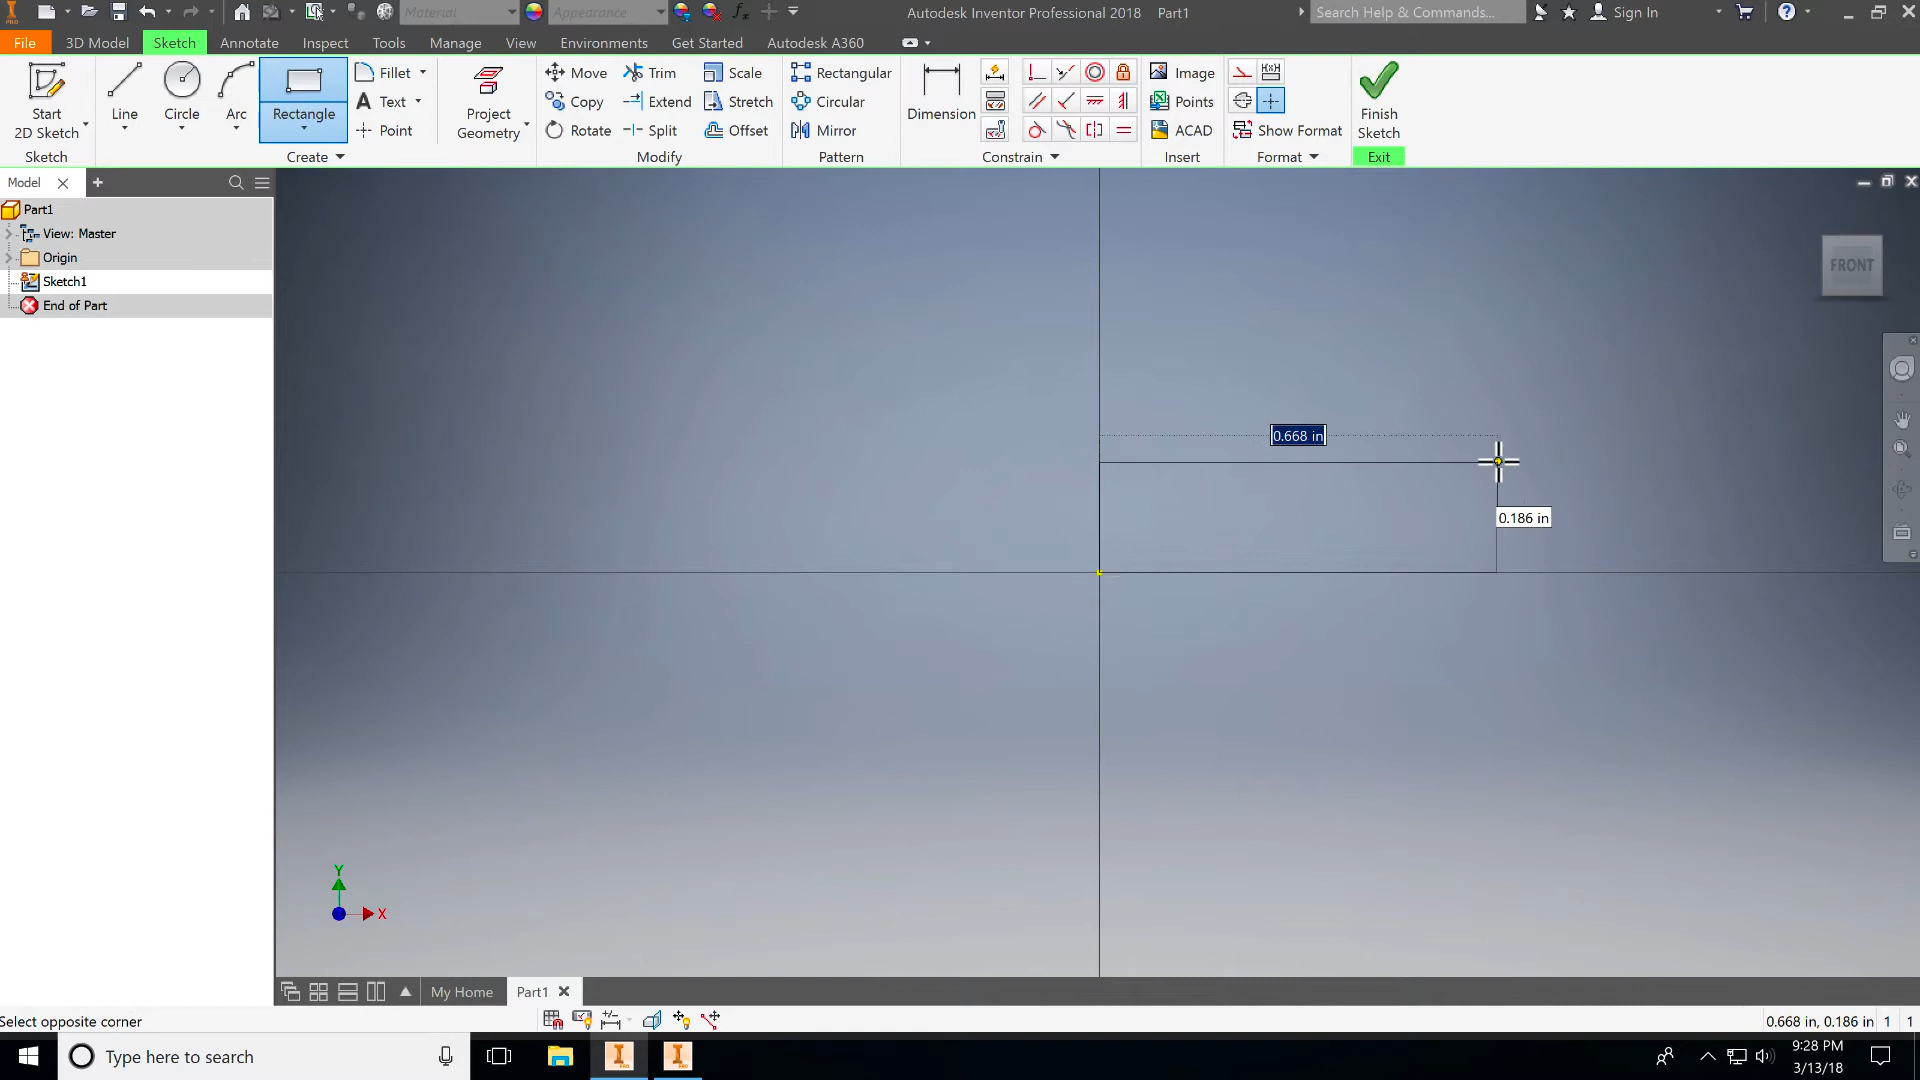 Material
Appearance
Autodesk Inventor Professional 2018 Part1
Search Help & Commands...
Sign In
PRO
File
3D Model
Sketch
Annotate
Inspect
Tools
Manage
View
Environments
Get Started
Autodesk A360
Start
2D Sketch
Line
Circle
Arc
Rectangle
Fillet
Text
Point
Project
Geometry
Move
Copy
Rotate
Trim
Extend
Split
Scale
Stretch
Offset
Rectangular
Circular
Mirror
Dimension
Image
Points
ACAD
Show Format
Finish
Sketch
Sketch
Create
Modify
Pattern
Constrain
Insert
Format
Exit
Model
Part1
View: Master
Origin
Sketch1
End of Part
FRONT
0.668 in
0.186 in
Y
X
My Home
Part1
Select opposite corner
0.668 in, 0.186 in 1 1
Type here to search
9:28 PM
3/13/18